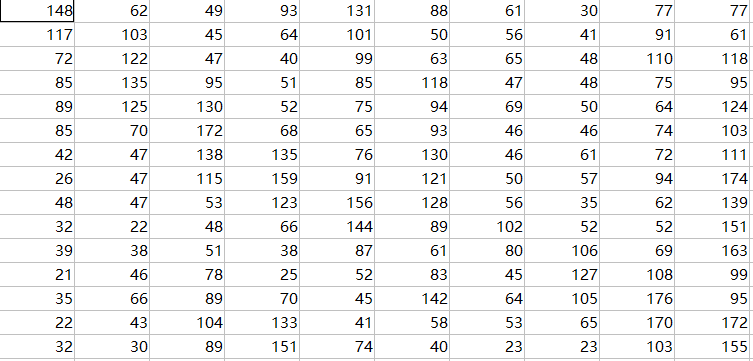 148 62 49 93 131 88 61 30 77 77
117 103 45 64 101 50 56 41 91 61
72 122 47 40 99 63 65 48 110 118
85 135 95 51 85 118 47 48 75 95
89 125 130 52 75 94 69 50 64 124
85 70 172 68 65 93 46 46 74 103
42 47 138 135 76 130 46 61 72 111
26 47 115 159 91 121 50 57 94 174
48 47 53 123 156 128 56 35 62 139
32 22 48 66 144 89 102 52 52 151
39 38 51 38 87 61 80 106 69 163
21 46 78 25 52 83 45 127 108 99
35 66 89 70 45 142 64 105 176 95
22 43 104 133 41 58 53 65 170 172
32 30 89 151 74 40 23 23 103 155